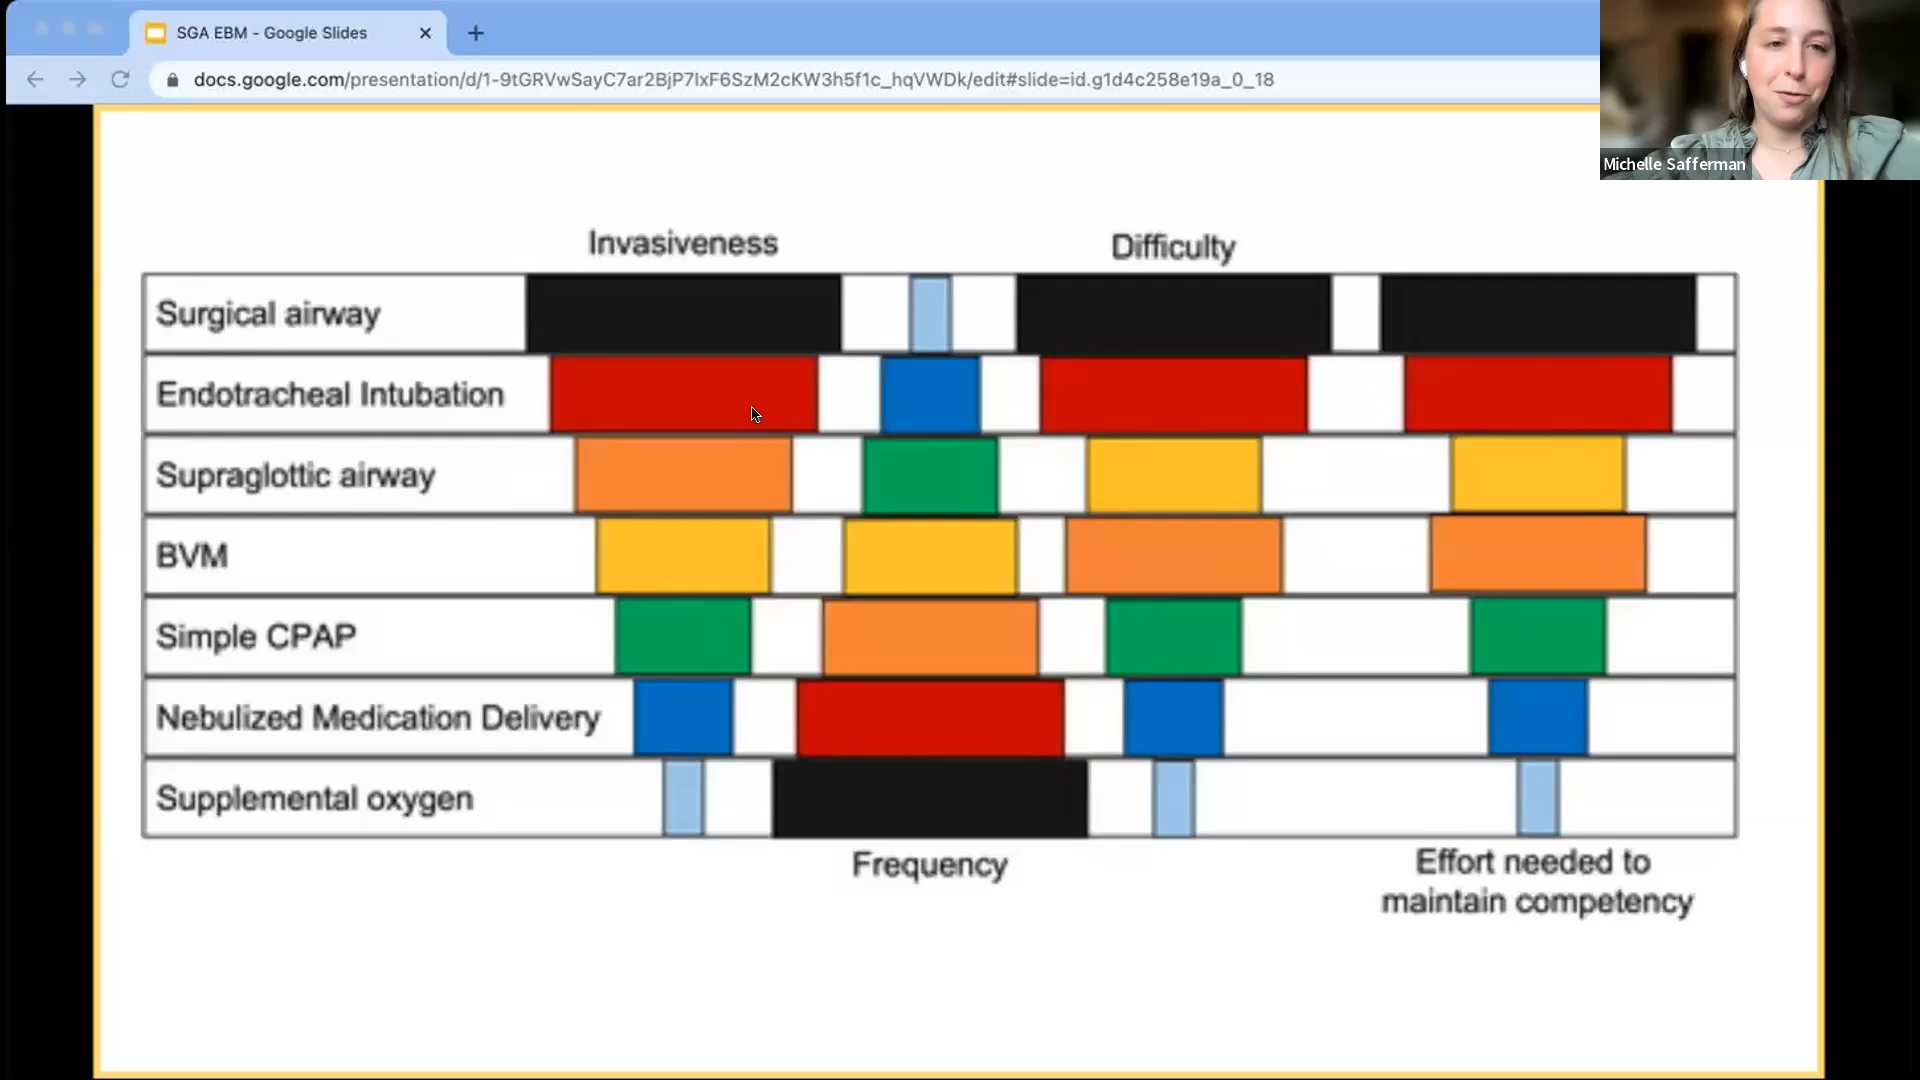 SGA EBM - Google Slides
docs.google.com/presentation/d/1-9tGRVwSayC7ar2BjP7IxF6SzM2cKW3h5f1c_hqVWDk/edit#slide=id.g1d4c258e19a_0_18
Michelle Safferman
Invasiveness
Difficulty
Surgical airway
Endotracheal Intubation
Supraglottic airway
BVM
Simple CPAP
Nebulized Medication Delivery
Supplemental oxygen
Frequency
Effort needed to
maintain competency